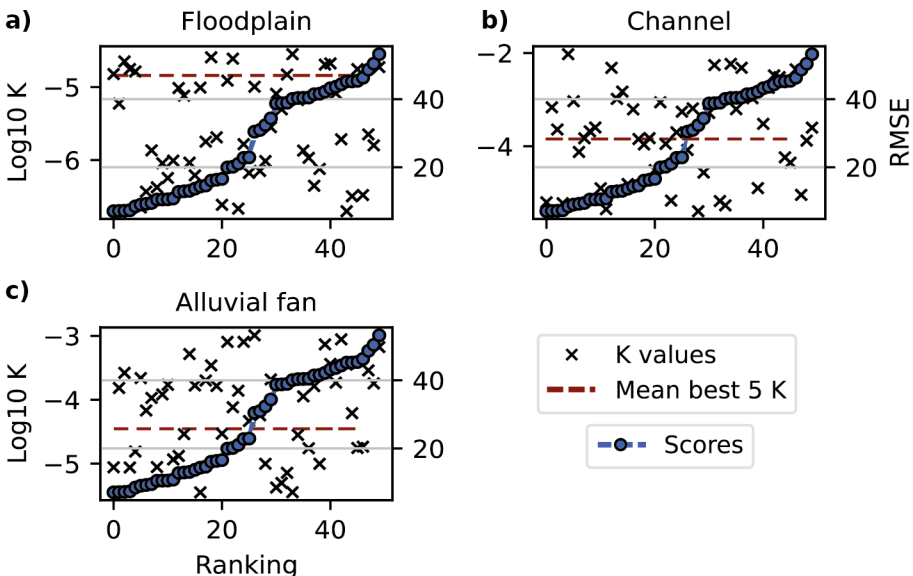 a) Floodplain
b) Channel
Log10 K
−5
−6
40
20
0 20 40
−2
−4
40
20
RMSE
0 20 40
c) Alluvial fan
Log10 K
−3
−4
−5
40
20
0 20 40
Ranking
K values
Mean best 5 K
Scores